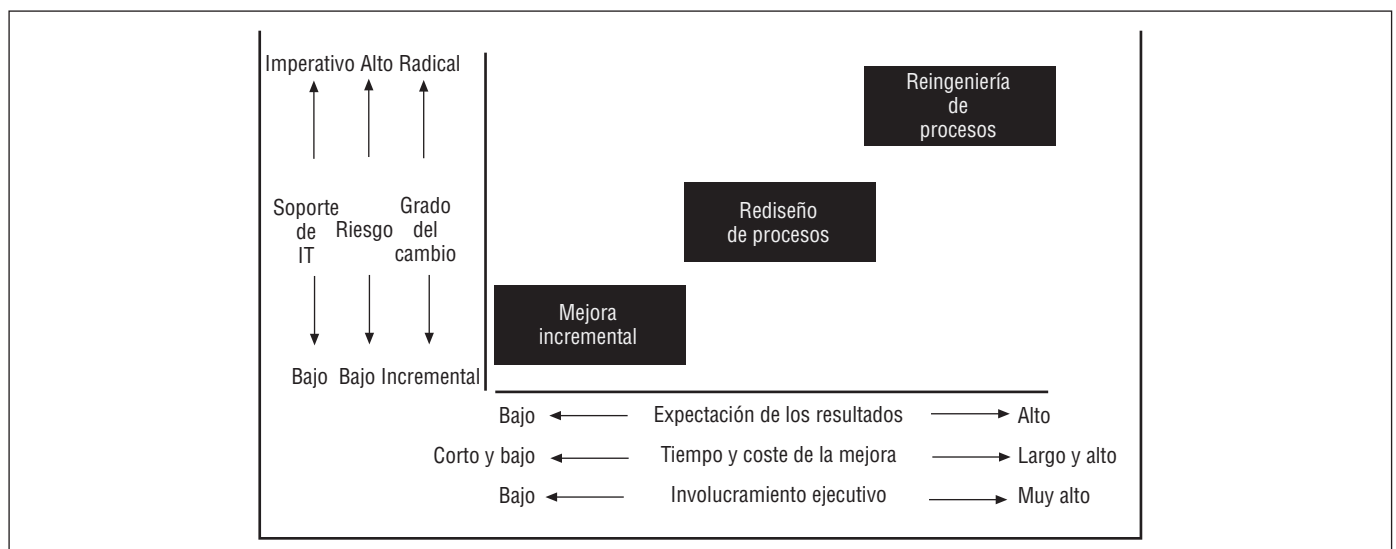 Imperativo Alto Radical
Soporte
de
IT
Riesgo
Grado
del
cambio
Bajo Bajo Incremental
Reingeniería
de
procesos
Rediseño
de procesos
Mejora
incremental
Bajo Expectación de los resultados Alto
Corto y bajo Tiempo y coste de la mejora Largo y alto
Bajo Involucramiento ejecutivo Muy alto